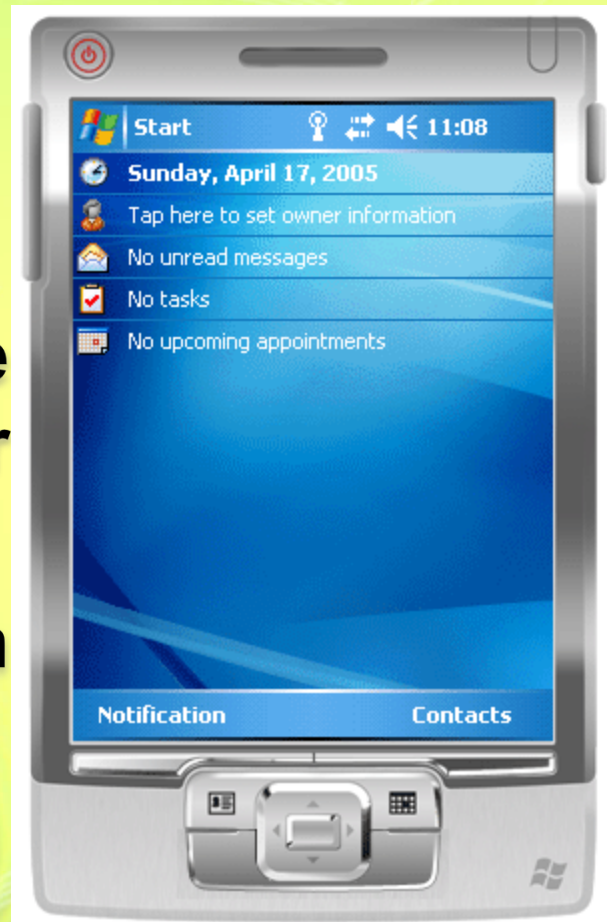 Start 11:08
Sunday, April 17, 2005
Tap here to set owner information
No unread messages
No tasks
No upcoming appointments
Notification Contacts